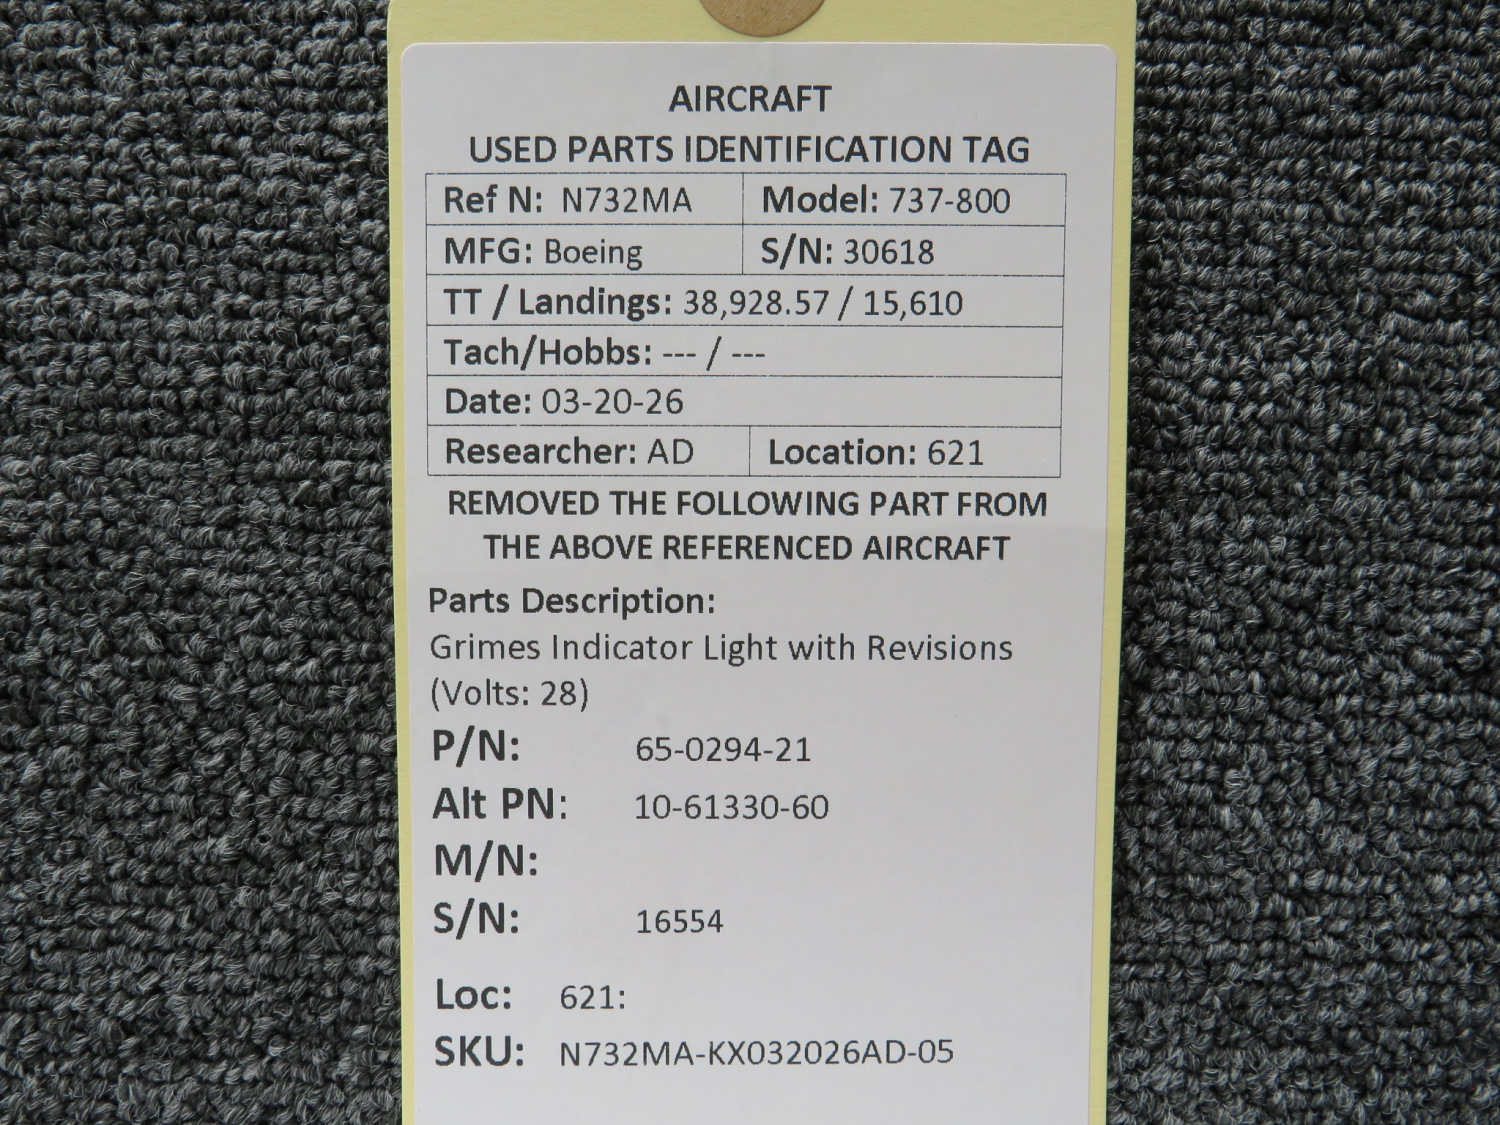 AIRCRAFT
USED PARTS IDENTIFICATION TAG
Ref N: N732MA Model: 737-800
MFG: Boeing S/N: 30618
TT / Landings: 38,928.57 / 15,610
Tach/Hobbs: --- / ---
Date: 03-20-26
Researcher: AD Location: 621
REMOVED THE FOLLOWING PART FROM
THE ABOVE REFERENCED AIRCRAFT
Parts Description:
Grimes Indicator Light with Revisions
(Volts: 28)
P/N: 65-0294-21
Alt PN: 10-61330-60
M/N:
S/N: 16554
Loc: 621:
SKU: N732MA-KX032026AD-05